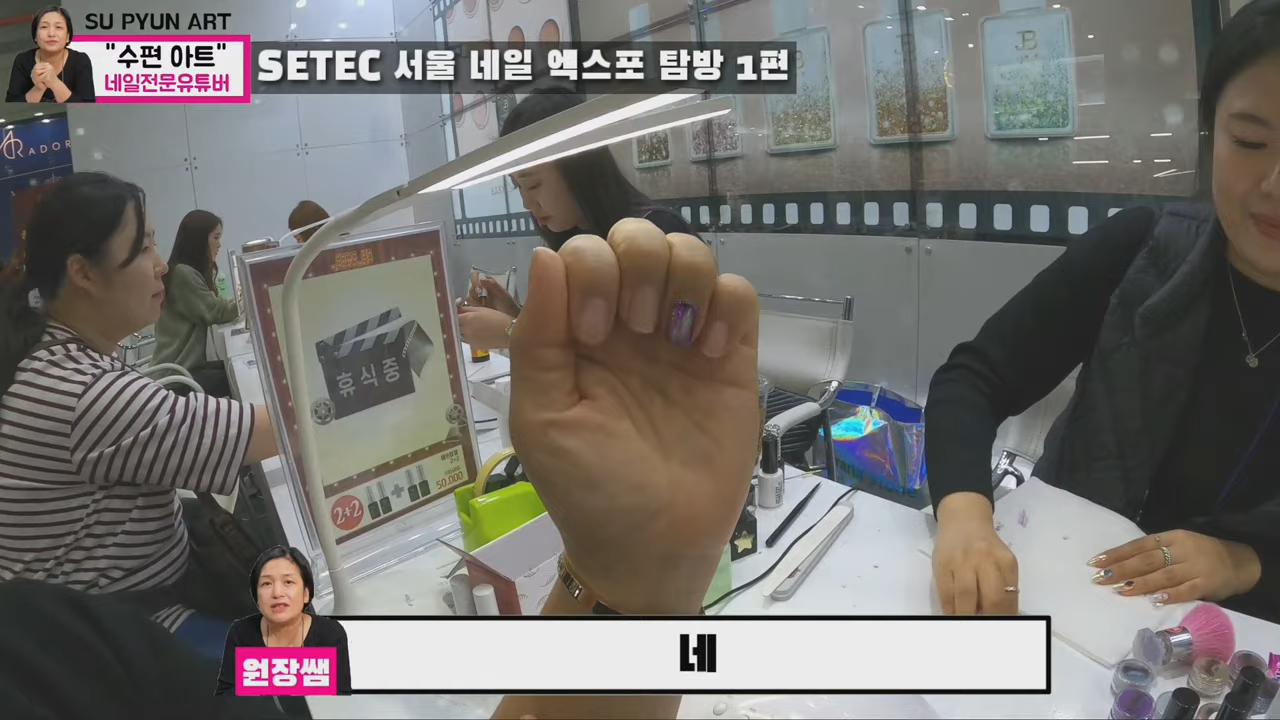 SU PYUN ART
"수편 아트"
네일전문유튜버
SETEC 서울 네일 엑스포 탐방 1편
ADOR
휴식중
2+2
50,000
원장쌤
네